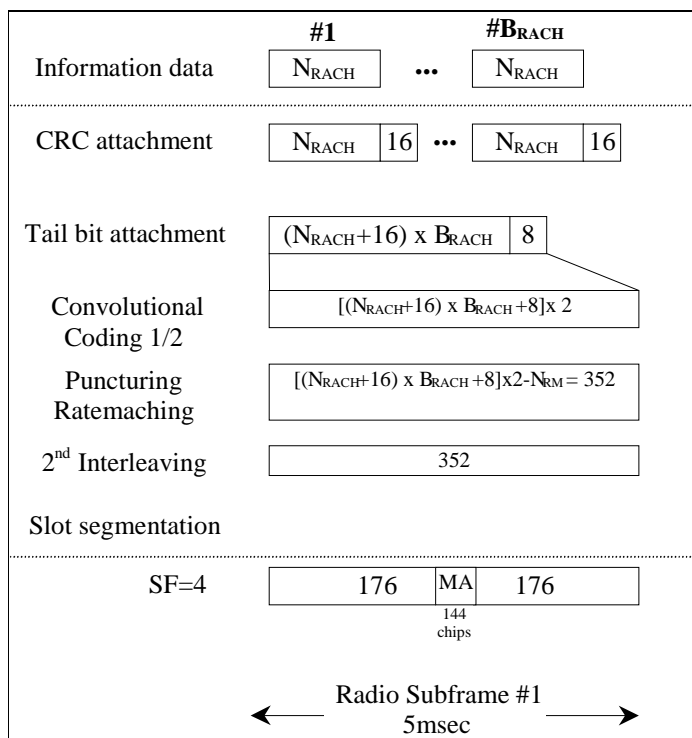 #1 #BRACH
Information data NRACH ... NRACH
CRC attachment NRACH 16 ... NRACH 16
Tail bit attachment (NRACH+16) x BRACH 8
Convolutional [(NRACH+16) x BRACH+8]x 2
Coding 1/2
Puncturing [(NRACH+16) x BRACH+8]x2-NRM = 352
Ratemaching
2nd Interleaving 352
Slot segmentation
SF=4 176 MA 176
144
chips
Radio Subframe #1
5msec